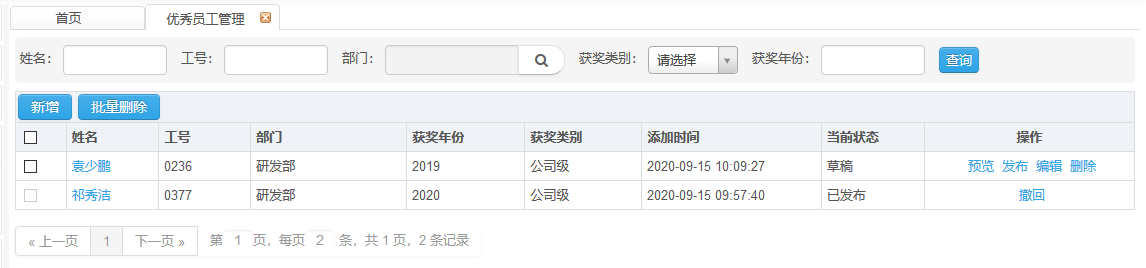 首页 优秀员工管理
姓名： 工号： 部门： 获奖类别： 请选择 获奖年份： 查询
新增 批量删除
姓名 工号 部门 获奖年份 获奖类别 添加时间 当前状态 操作
袁少鹏 0236 研发部 2019 公司级 2020-09-15 10:09:27 草稿 预览 发布 编辑 删除
祁秀洁 0377 研发部 2020 公司级 2020-09-15 09:57:40 已发布 撤回
« 上一页 1 下一页 » 第 1 页，每页 2 条，共 1 页，2 条记录